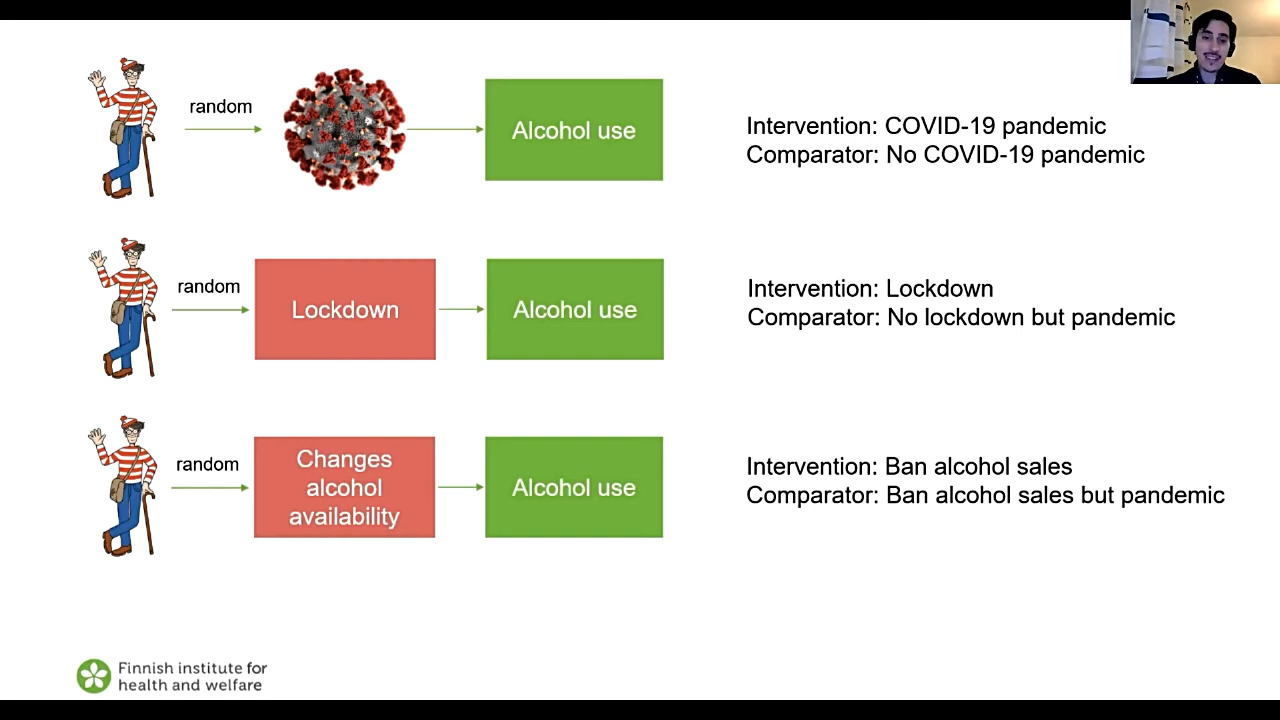 random
Alcohol use
Intervention: COVID-19 pandemic
Comparator: No COVID-19 pandemic
random
Lockdown
Alcohol use
Intervention: Lockdown
Comparator: No lockdown but pandemic
random
Changes
alcohol
availability
Alcohol use
Intervention: Ban alcohol sales
Comparator: Ban alcohol sales but pandemic
Finnish institute for
health and welfare